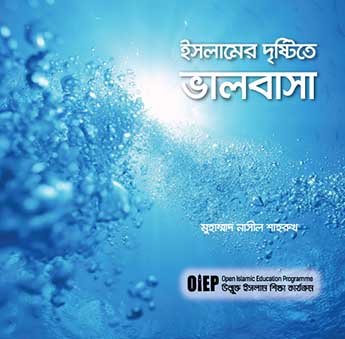 ইসলামের দৃষ্টিতে
ভালবাসা
মুহাম্মাদ নাসীল শাহরুখ
OiEP
Open Islamic Education Programme
উন্মুক্ত ইসলাম শিক্ষা কার্যক্রম